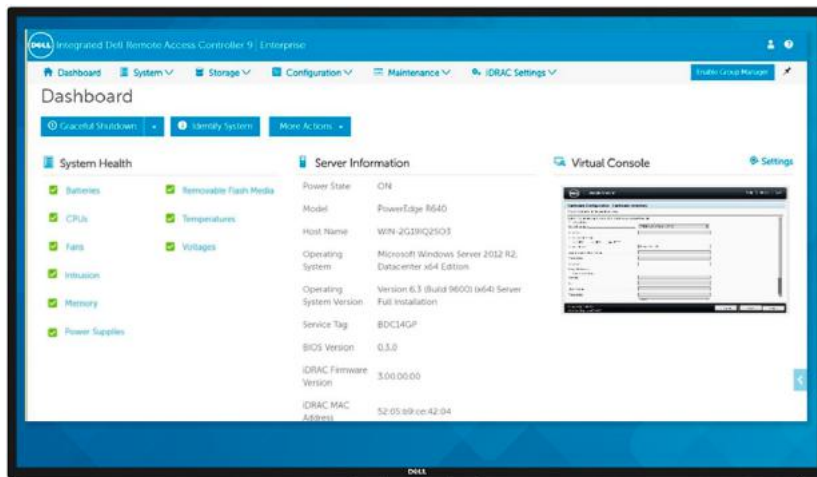 DELL Integrated Dell Remote Access Controller 9 | Enterprise
Dashboard System Storage Configuration Maintenance iDRAC Settings Enable Group Manager
Dashboard
Graceful Shutdown Identify System More Actions
System Health
Batteries Removable Flash Media
CPUs Temperatures
Fans Voltages
Intrusion
Memory
Power Supplies
Server Information
Power State ON
Model PowerEdge R640
Host Name
Operating System Microsoft Windows Server 2012 R2, Datacenter x64 Edition
Operating System Version Version 6.3 (Build 9600) (x64) Server Full Installation
Service Tag BDC14GP
BIOS Version 0.3.0
iDRAC Firmware Version 3.00.00.00
iDRAC MAC Address 52:05:b9:ce:42:04
Virtual Console Settings
DELL